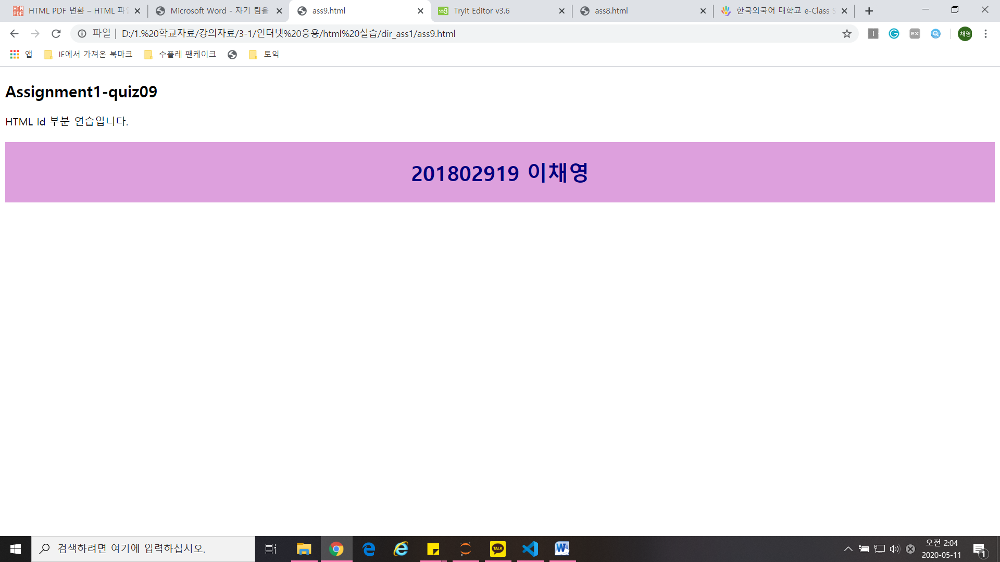 HTML PDF 변환 – HTML 파일
Microsoft Word - 자기 팀을
ass9.html
Tryit Editor v3.6
ass8.html
한국외국어 대학교 e-Class S
파일 | D:/1.%20학교자료/강의자료/3-1/인터넷%20응용/html%20실습/dir_ass1/ass9.html
EX
채영
앱
IE에서 가져온 북마크
수플레 팬케이크
토익
Assignment1-quiz09
HTML Id 부분 연습입니다.
201802919 이채영
검색하려면 여기에 입력하십시오.
TALK
오전 2:04
2020-05-11
1